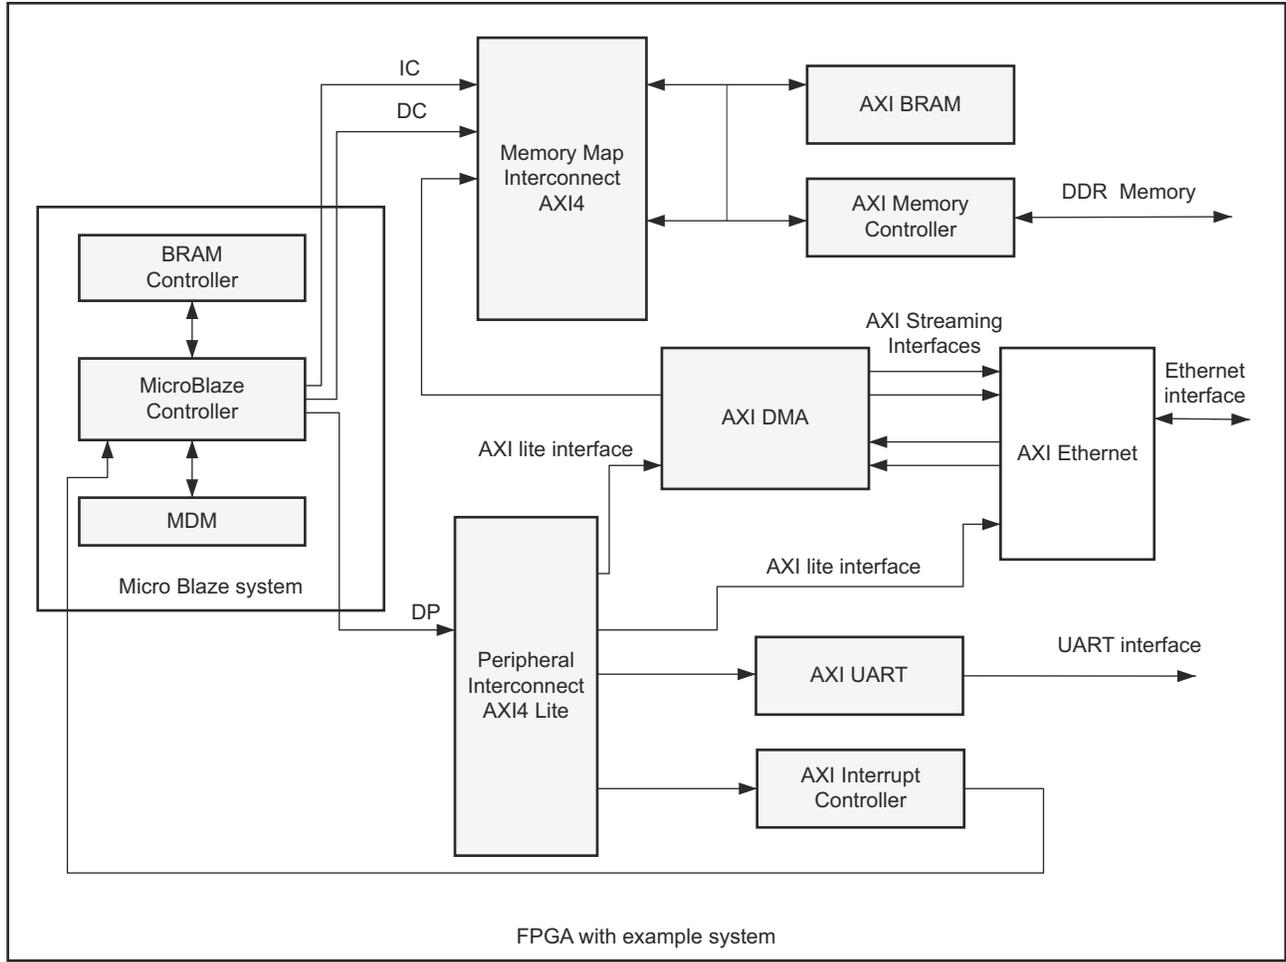 IC
DC
Memory Map
Interconnect
AXI4
AXI BRAM
AXI Memory
Controller
DDR  Memory
BRAM
Controller
MicroBlaze
Controller
MDM
Micro Blaze system
AXI Streaming
Interfaces
AXI DMA
AXI Ethernet
Ethernet
interface
AXI lite interface
AXI lite interface
DP
Peripheral
Interconnect
AXI4 Lite
AXI UART
UART interface
AXI Interrupt
Controller
FPGA with example system